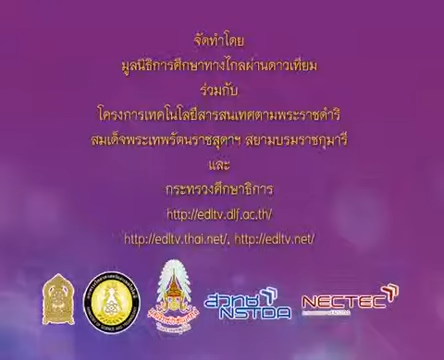 จัดทำโดย
มูลนิธิการศึกษาทางไกลผ่านดาวเทียม
ร่วมกับ
โครงการเทคโนโลยีสารสนเทศตามพระราชดำริ
สมเด็จพระเทพรัตนราชสุดาฯ สยามบรมราชกุมารี
และ
กระทรวงศึกษาธิการ
http://edltv.dlf.ac.th/
http://edltv.thai.net/, http://edltv.net/
สวทช NECTEC
NSTDA